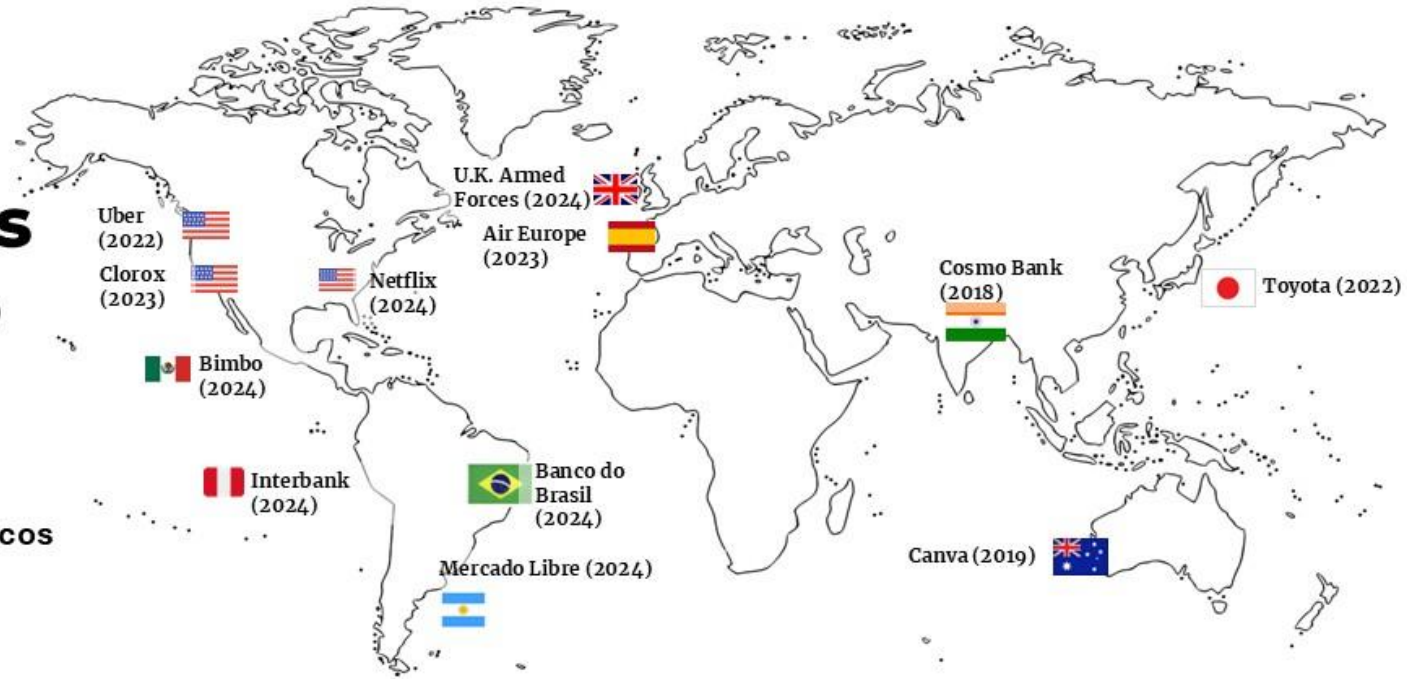 s
)
cos
U.K. Armed
Forces (2024)
Uber
(2022)
Air Europe
(2023)
Clorox
(2023)
Netflix
(2024)
Cosmo Bank
(2018)
Toyota (2022)
Bimbo
(2024)
Interbank
(2024)
Banco do
Brasil
(2024)
Canva (2019)
Mercado Libre (2024)